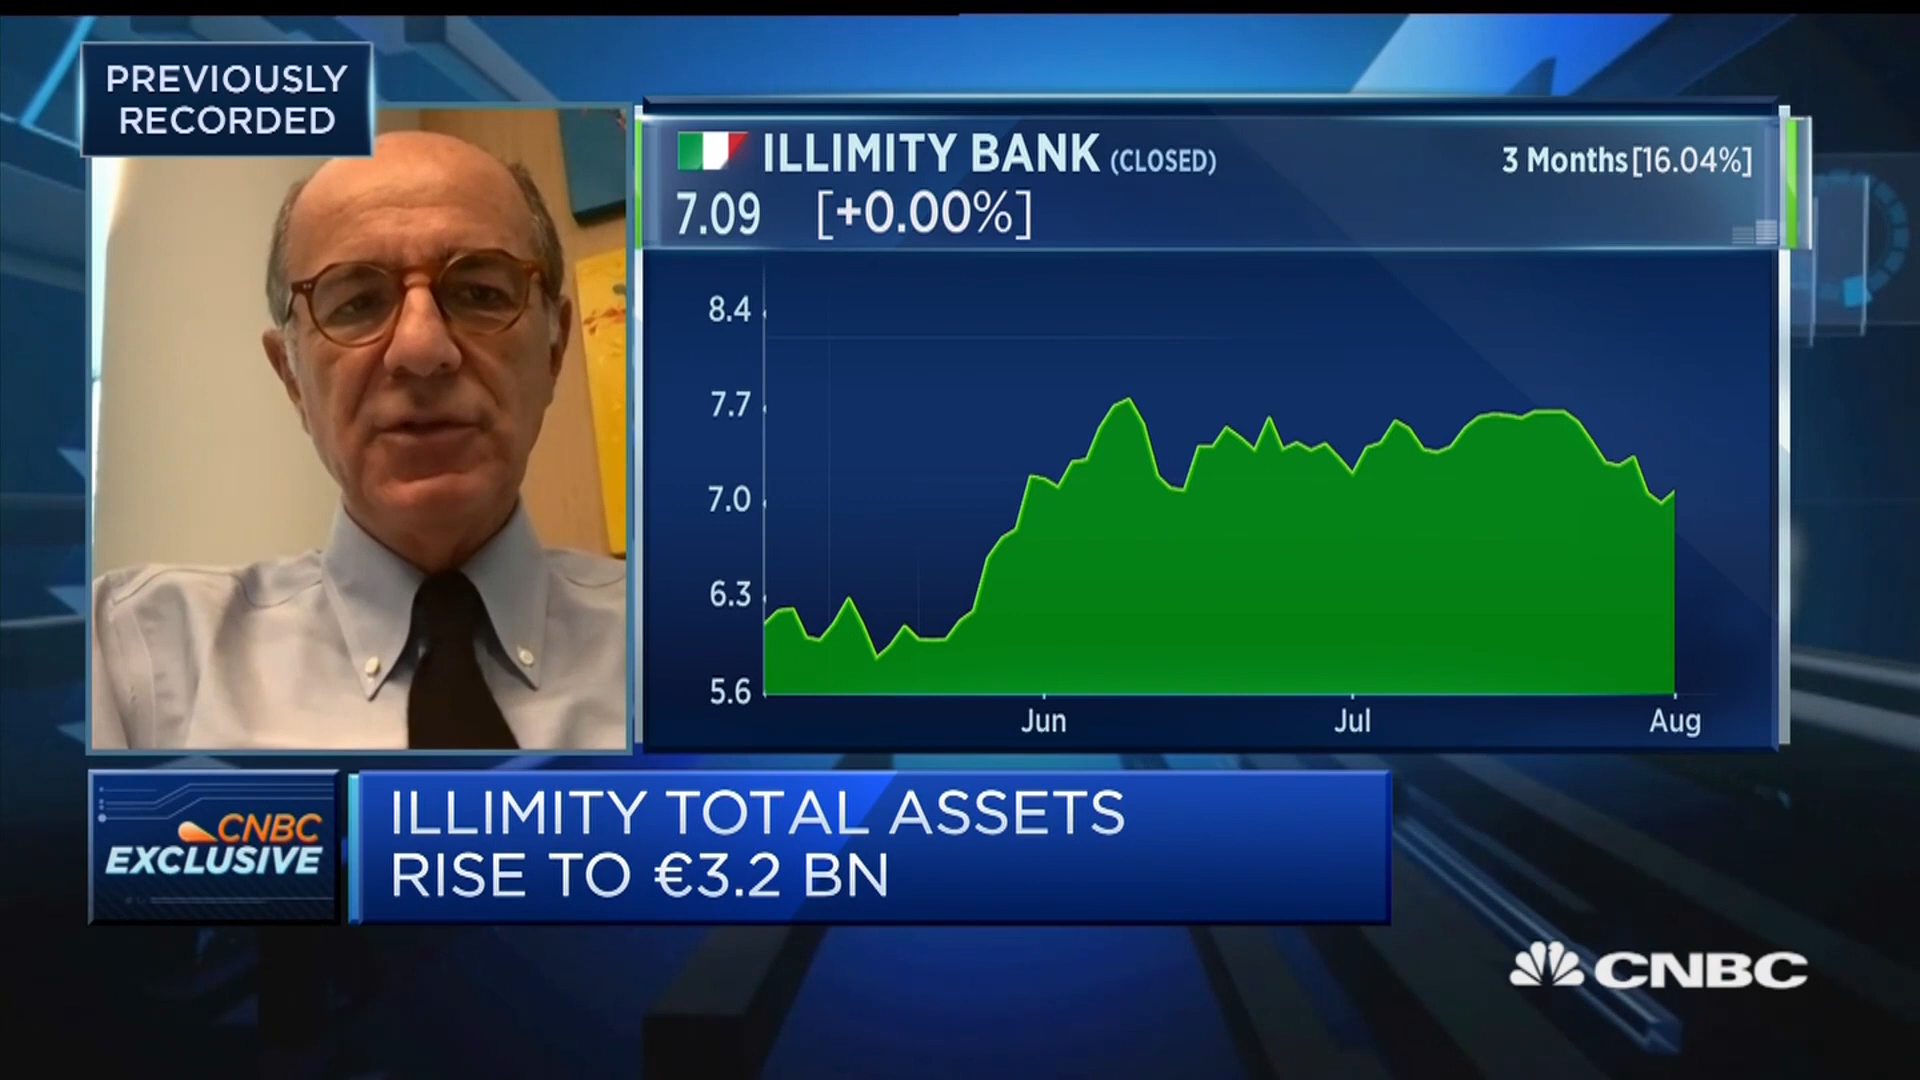 PREVIOUSLY
RECORDED
ILLIMITY BANK (CLOSED)
3 Months[16.04%]
7.09 [+0.00%]
8.4
7.7
7.0
6.3
5.6
Jun Jul Aug
CNBC
EXCLUSIVE
ILLIMITY TOTAL ASSETS
RISE TO €3.2 BN
CNBC